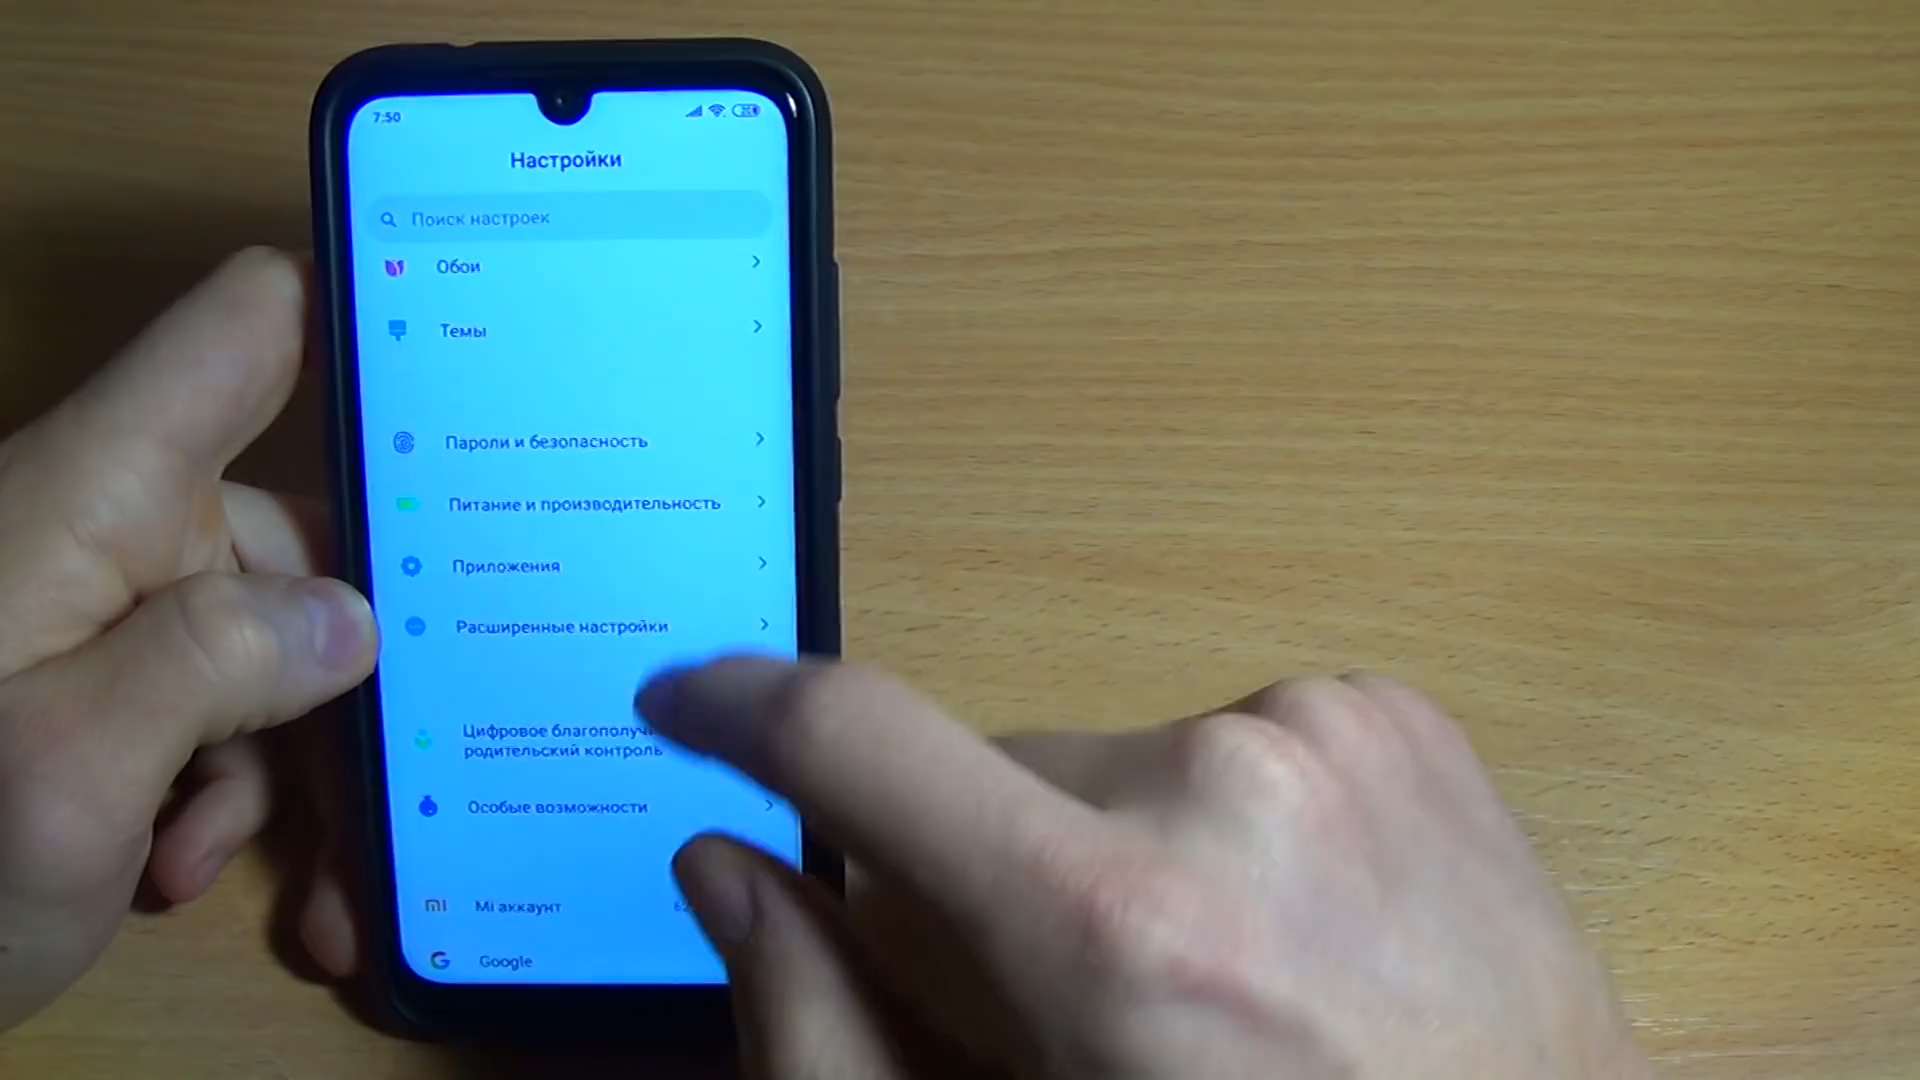 7:50
Настройки
Поиск настроек
Обои
Темы
Пароли и безопасность
Питание и производительность
Приложения
Расширенные настройки
Цифровое
родительский контроль
Особые возможности
Mi аккаунт
Google